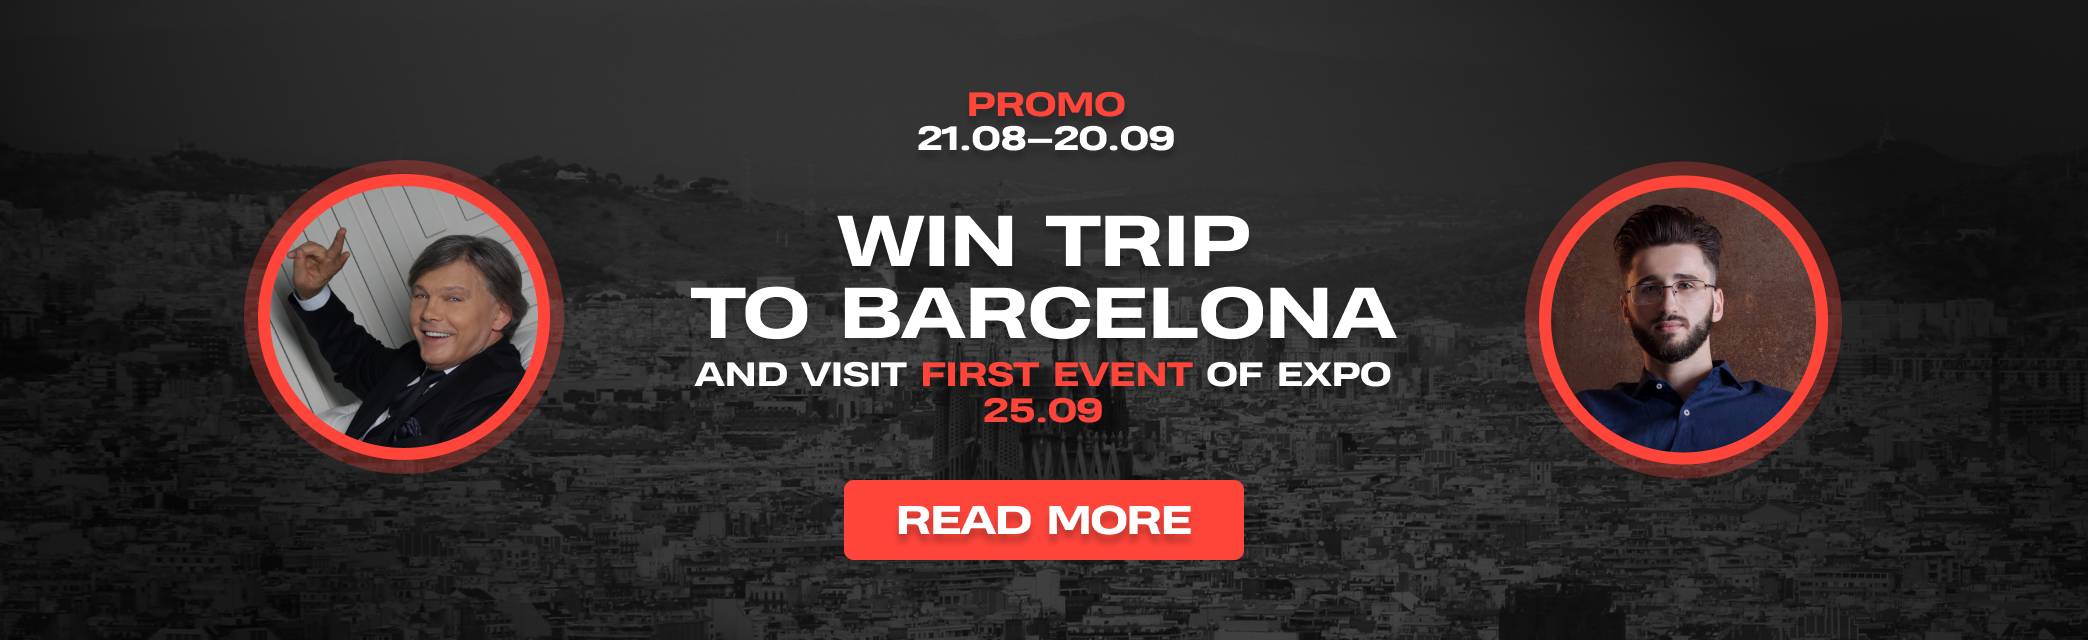 PROMO
21.08–20.09
WIN TRIP
TO BARCELONA
AND VISIT FIRST EVENT OF EXPO
25.09
READ MORE